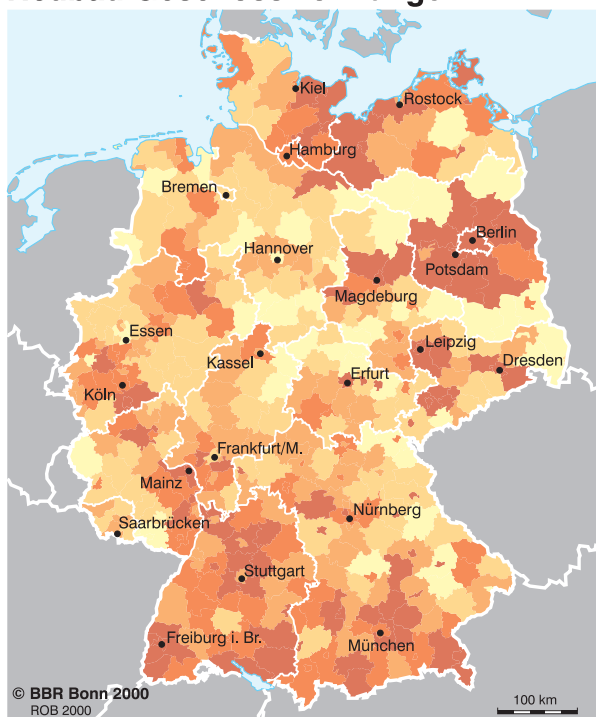 Kiel
Rostock
Hamburg
Bremen
Berlin
Hannover
Potsdam
Magdeburg
Essen
Leipzig
Kassel
Dresden
Köln
Erfurt
Frankfurt/M.
Mainz
Nürnberg
Saarbrücken
Stuttgart
Freiburg i. Br.
München
© BBR Bonn 2000
ROB 2000
100 km